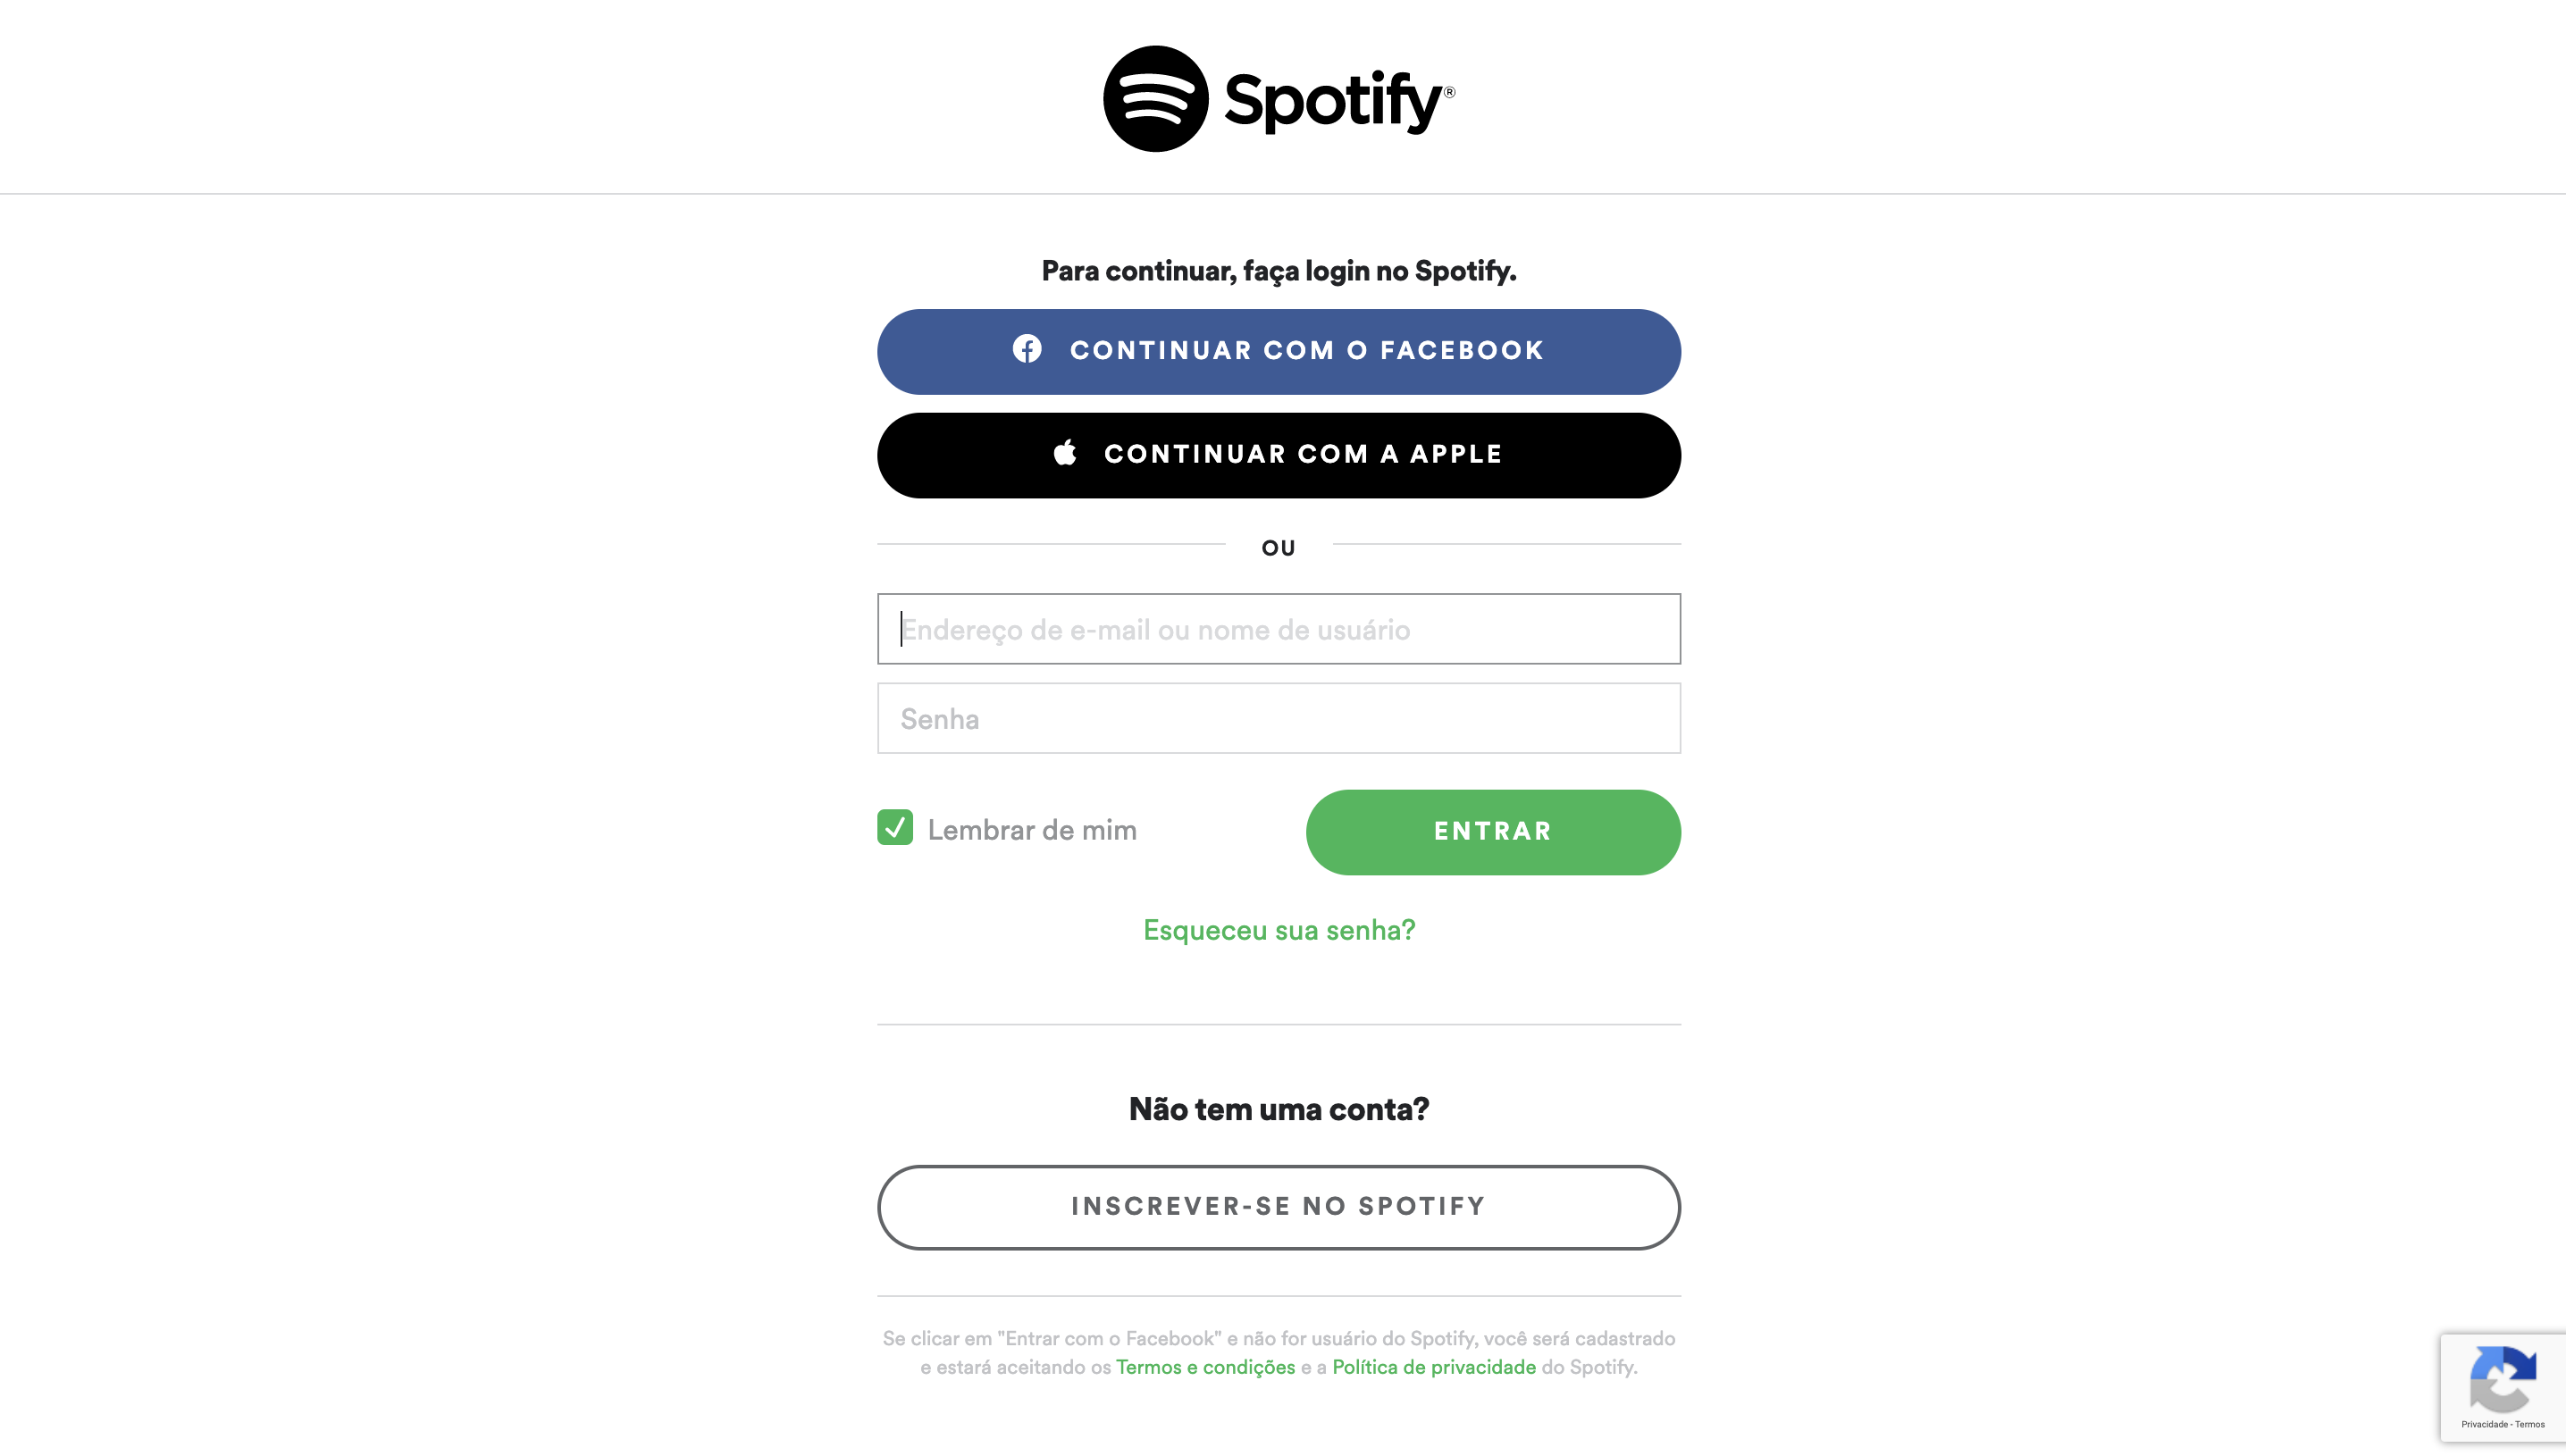 Spotify®
Para continuar, faça login no Spotify.
CONTINUAR COM O FACEBOOK
CONTINUAR COM A APPLE
OU
Endereço de e-mail ou nome de usuário
Senha
Lembrar de mim
ENTRAR
Esqueceu sua senha?
Não tem uma conta?
INSCREVER-SE NO SPOTIFY
Se clicar em "Entrar com o Facebook" e não for usuário do Spotify, você será cadastrado
e estará aceitando os Termos e condições e a Política de privacidade do Spotify.
Privacidade - Termos